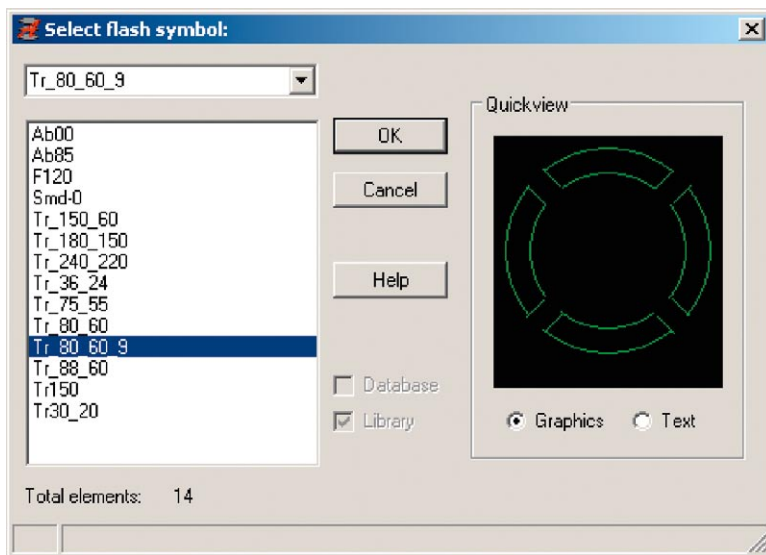 Select flash symbol:
Tr_80_60_9
Ab00
Ab85
F120
Smd-0
Tr_150_60
Tr_180_150
Tr_240_220
Tr_36_24
Tr_75_55
Tr_80_60
Tr_80_60_9
Tr_88_60
Tr150
Tr30_20
Total elements: 14
OK
Cancel
Help
Database
Library
Quickview
Graphics
Text